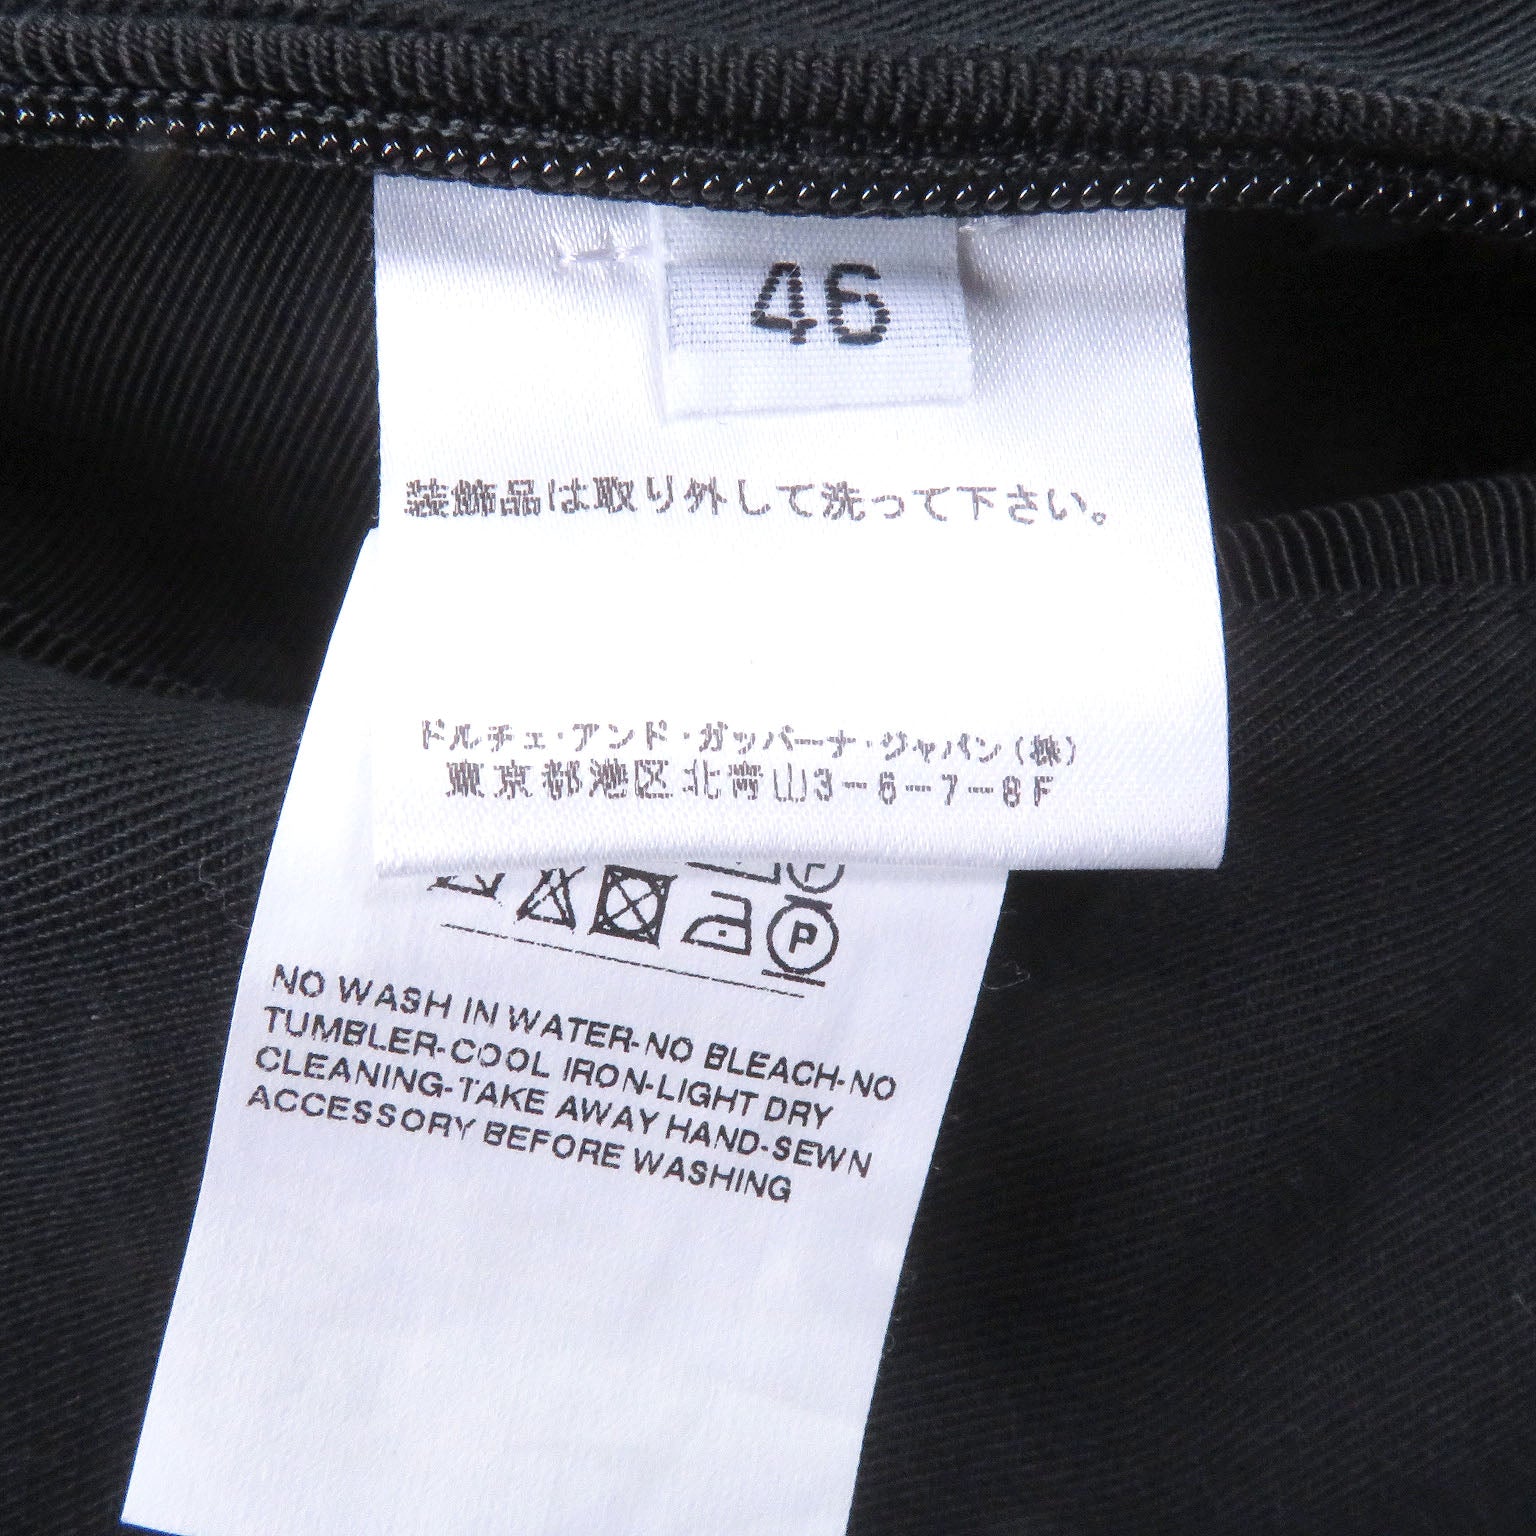 46
装飾品は取り外して洗って下さい。
ドルチェ・アンド・ガッバーナ・ジャパン(株)
東京都港区北青山3-6-7-8F
P
NO WASH IN WATER-NO BLEACH-NO
TUMBLER-COOL IRON-LIGHT DRY
CLEANING-TAKE AWAY HAND-SEWN
ACCESSORY BEFORE WASHING